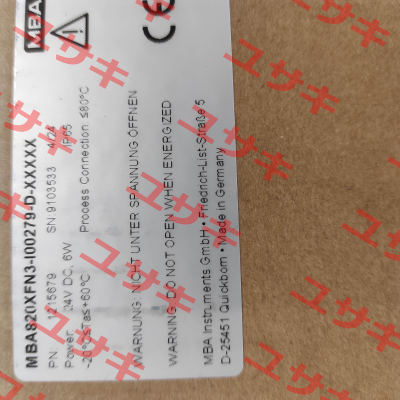 MBA
CE
MBA820XFN3-I00279-D-XXXXX
PN 1215879 SN 9103533 4/24
Power: 24V DC, 6W IP65
-20°C≤Ta≤+60°C Process Connection: ≤80°C
WARNUNG: NICHT UNTER SPANNUNG ÖFFNEN
WARNING: DO NOT OPEN WHEN ENERGIZED
MBA Instruments GmbH • Friedrich-List-Straße 5
D-25451 Quickborn • Made in Germany
ユサキ
ユサキ
ユサキ
ユサキ
ユサキ